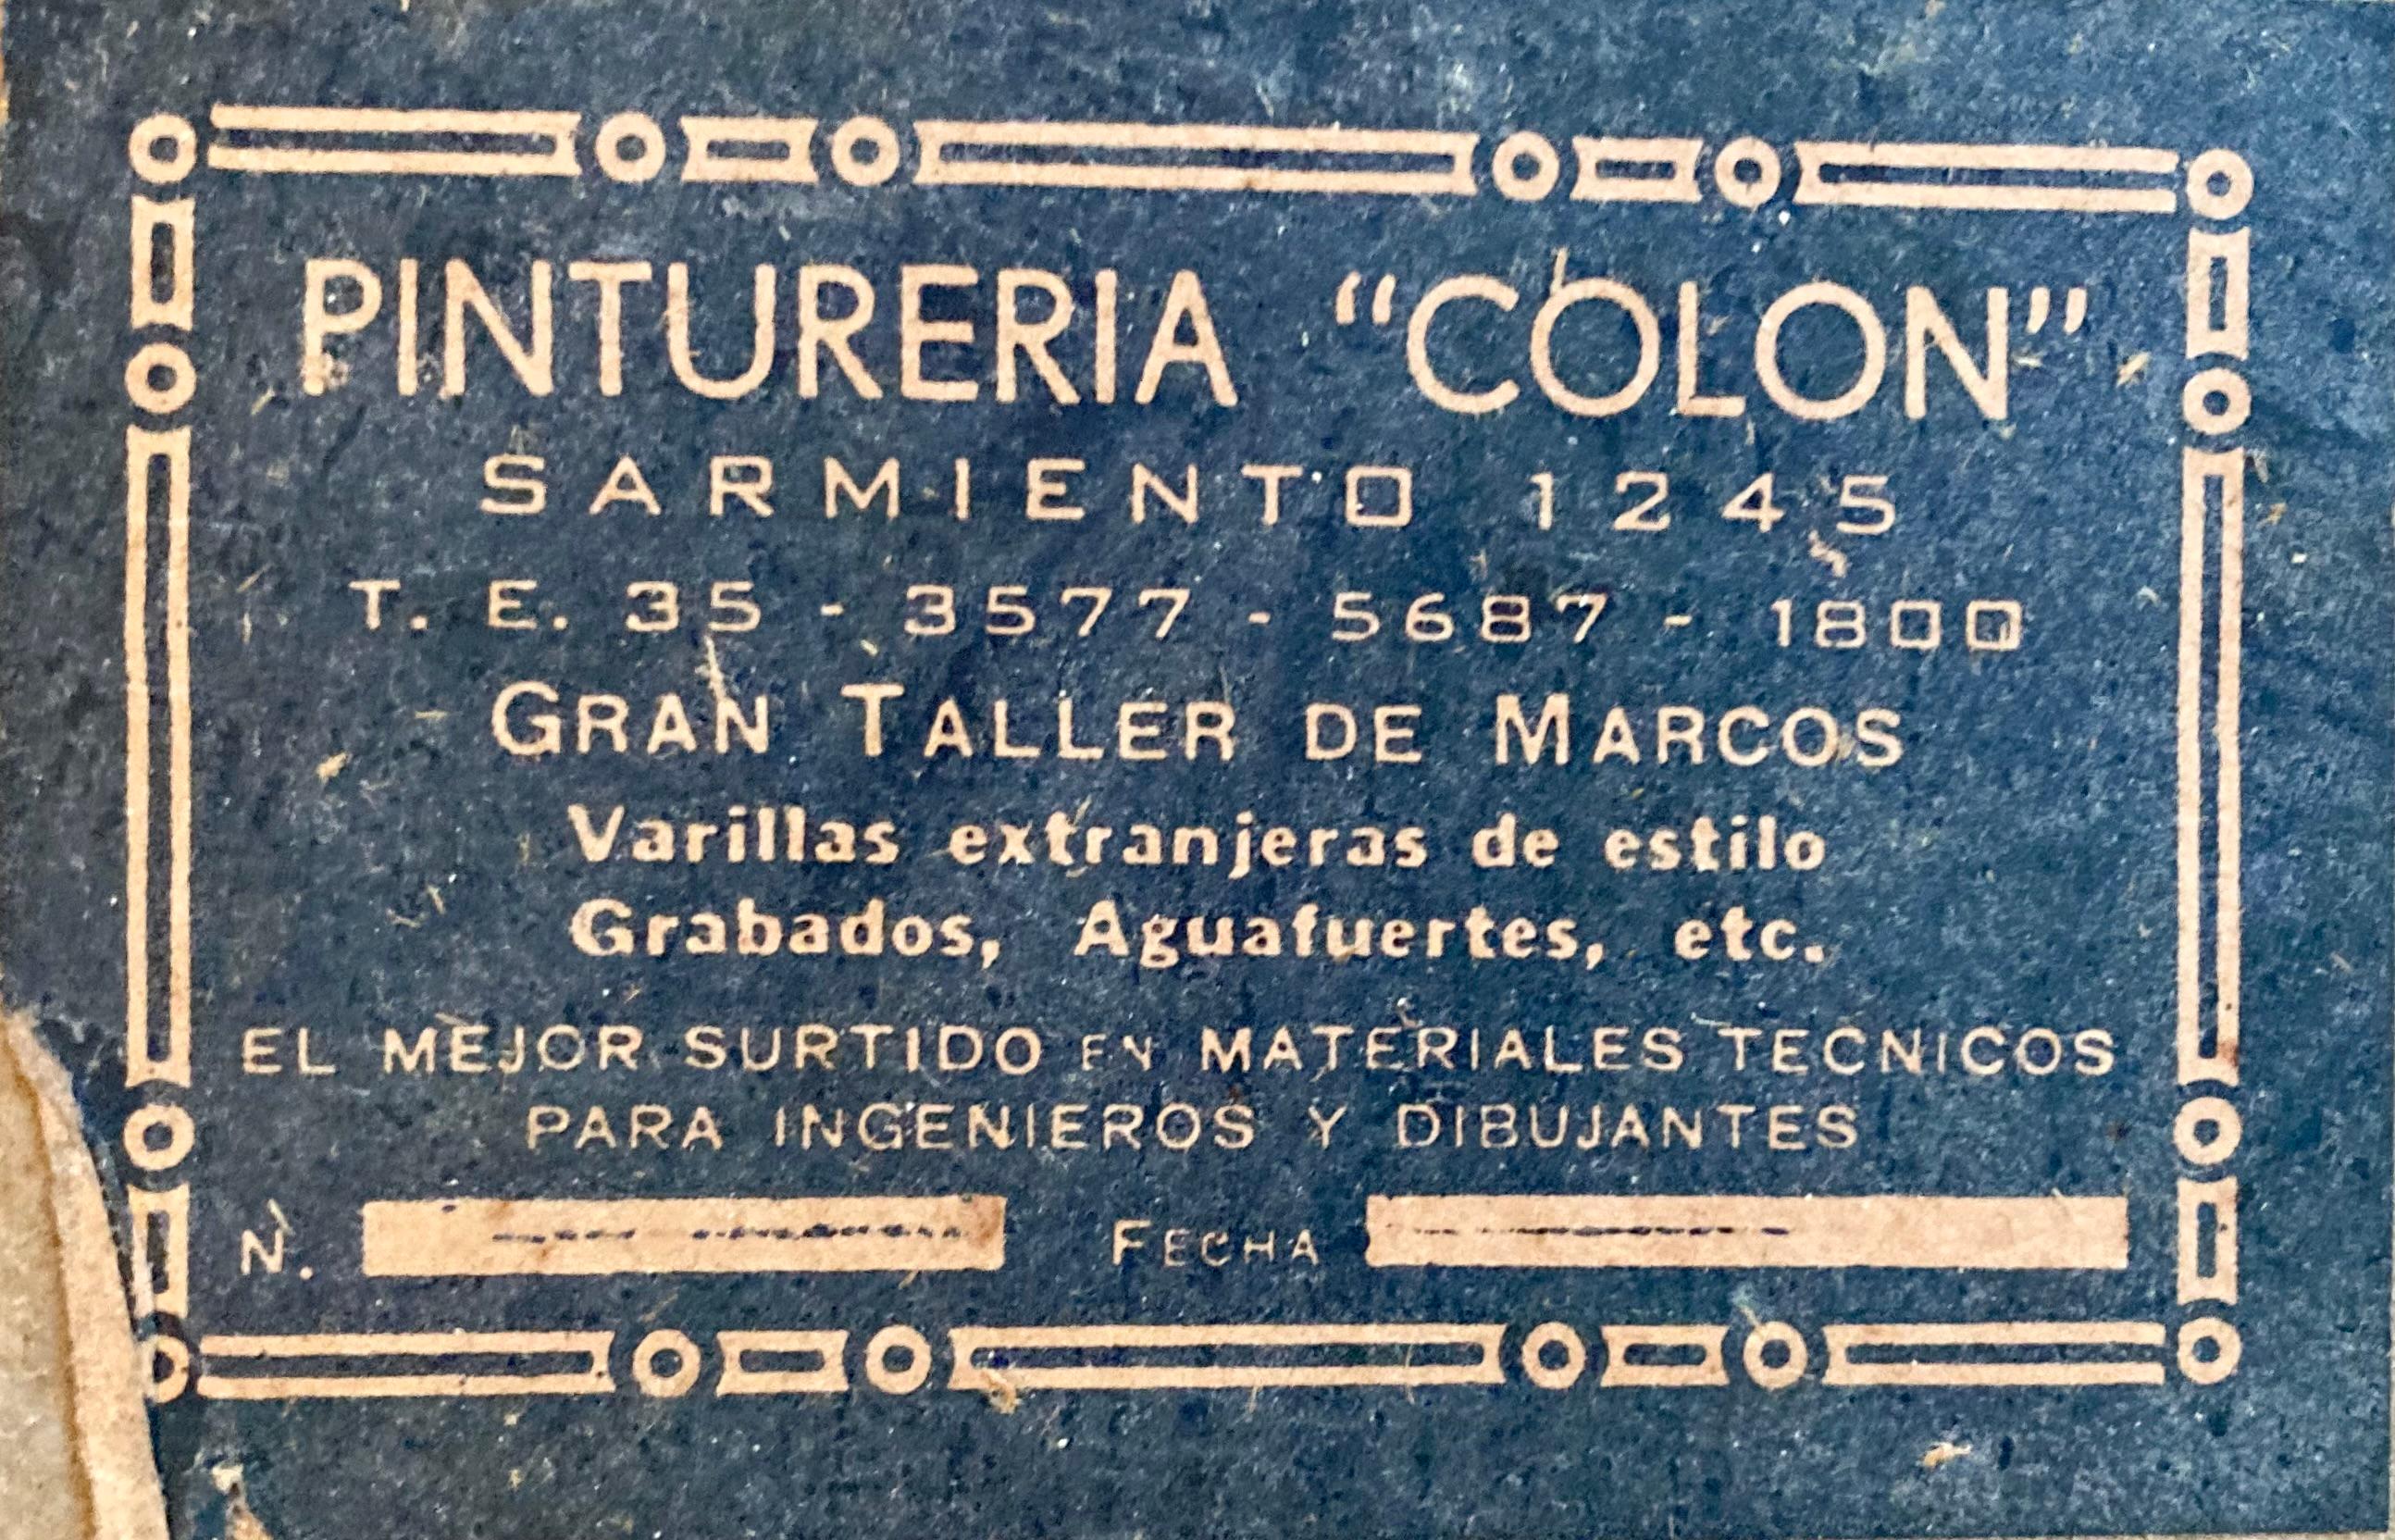 PINTURERIA "COLON"
SARMIENTO 1245
T. E. 35 - 3577 - 5687 - 1800
GRAN TALLER DE MARCOS
Varillas extranjeras de estilo
Grabados, Aguafuertes, etc.
EL MEJOR SURTIDO EN MATERIALES TECNICOS
PARA INGENIEROS Y DIBUJANTES
N. FECHA